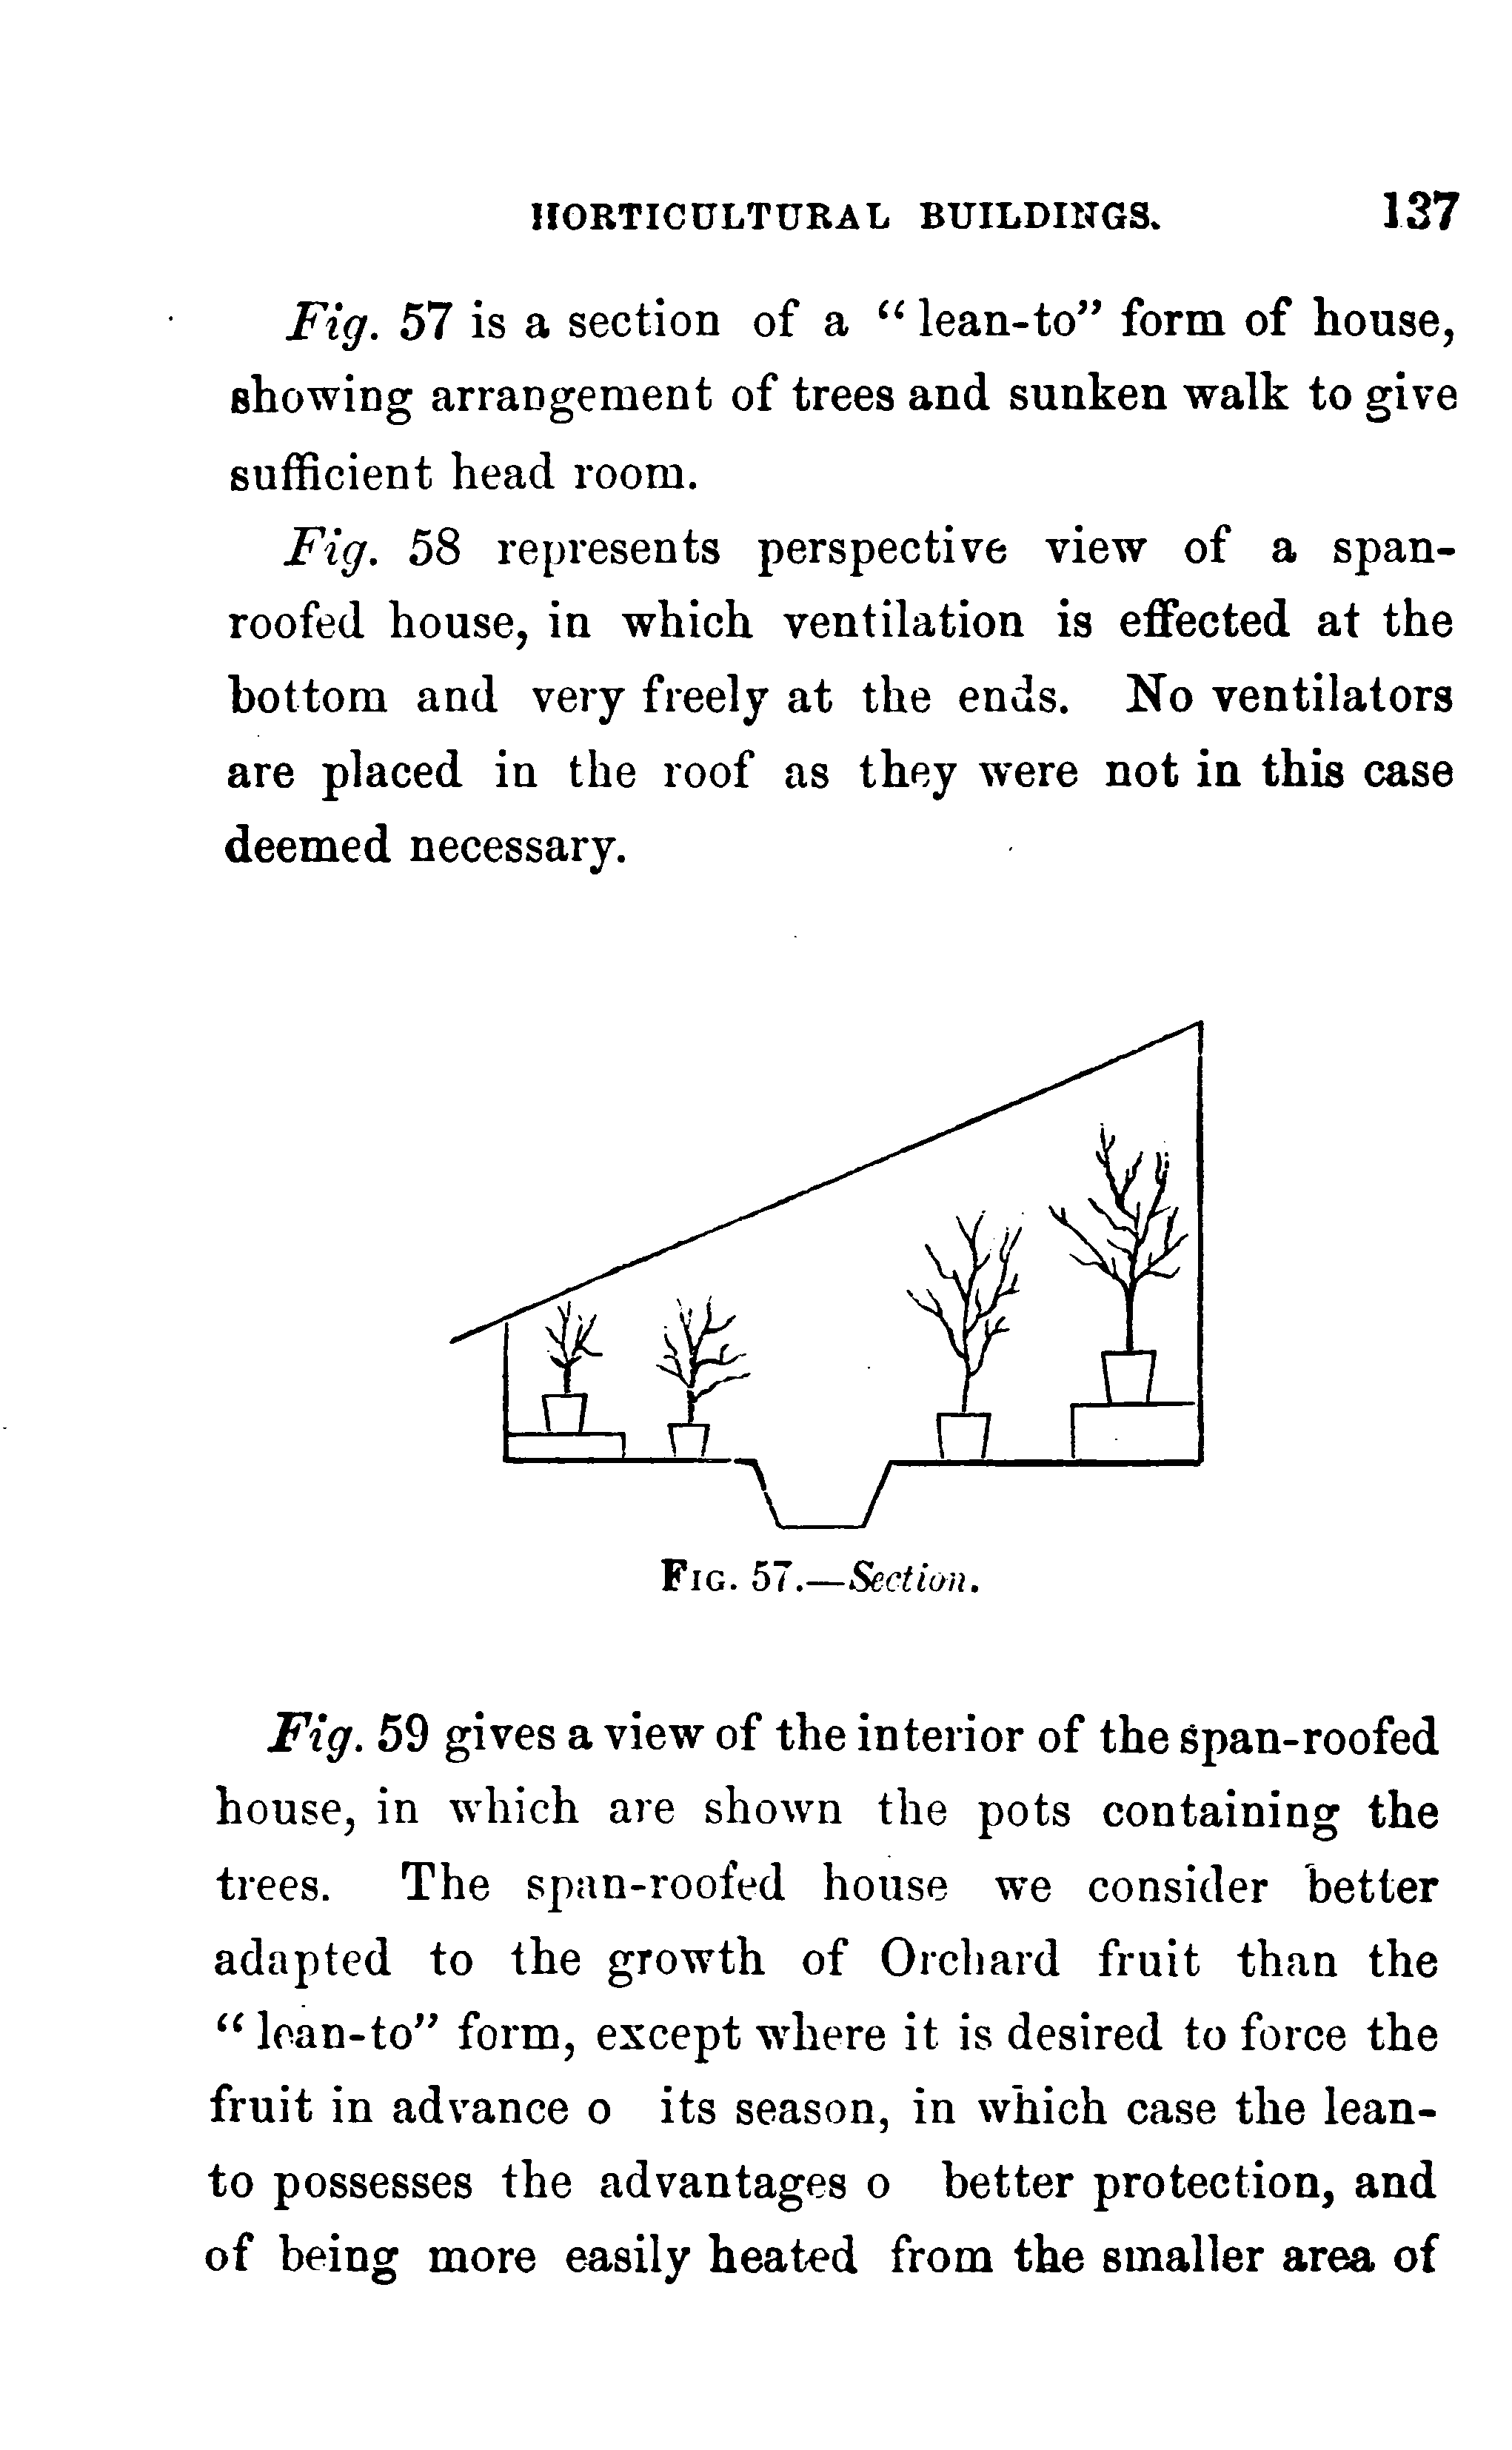 HORTICULTURAL BUILDINGS. 137
Fig. 57 is a section of a “lean-to” form of house,
showing arrangement of trees and sunken walk to give
sufficient head room.
Fig. 58 represents perspective view of a span-
roofed house, in which ventilation is effected at the
bottom and very freely at the ends. No ventilators
are placed in the roof as they were not in this case
deemed necessary.
FIG. 57.—Section.
Fig. 59 gives a view of the interior of the span-roofed
house, in which are shown the pots containing the
trees. The span-roofed house we consider better
adapted to the growth of Orchard fruit than the
“lean-to” form, except where it is desired to force the
fruit in advance o its season, in which case the lean-
to possesses the advantages o better protection, and
of being more easily heated from the smaller area of